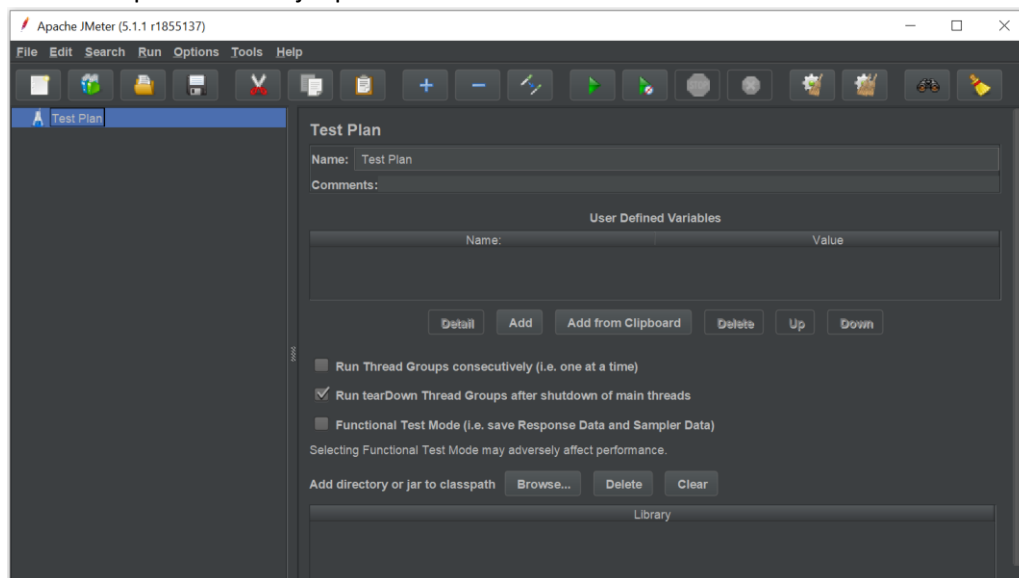 Apache JMeter (5.1.1 r1855137)
File Edit Search Run Options Tools Help
Test Plan
Test Plan
Name: Test Plan
Comments:
User Defined Variables
Name: Value
Detail Add Add from Clipboard Delete Up Down
Run Thread Groups consecutively (i.e. one at a time)
Run tearDown Thread Groups after shutdown of main threads
Functional Test Mode (i.e. save Response Data and Sampler Data)
Selecting Functional Test Mode may adversely affect performance.
Add directory or jar to classpath Browse... Delete Clear
Library